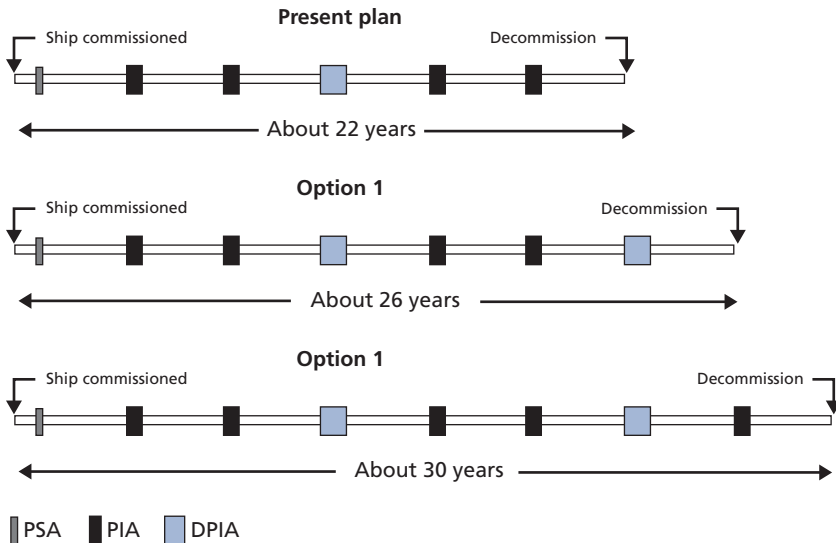 Present plan
Ship commissioned Decommission
About 22 years
Option 1
Ship commissioned Decommission
About 26 years
Option 1
Ship commissioned Decommission
About 30 years
PSA PIA DPIA